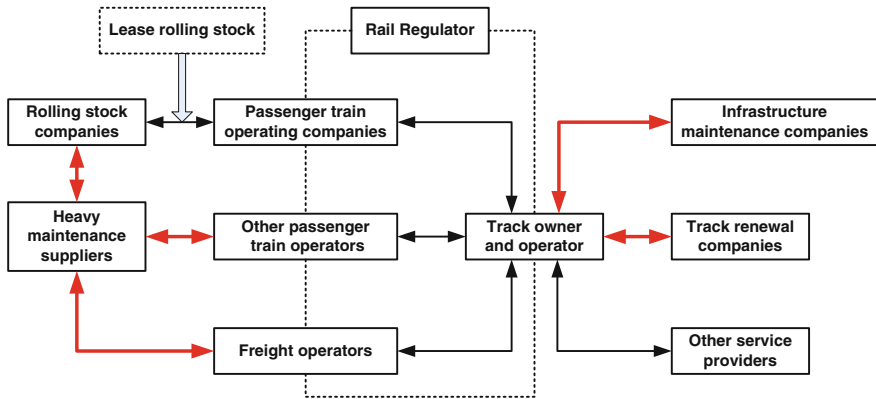 Lease rolling stock
Rail Regulator
Rolling stock
companies
Passenger train
operating companies
Infrastructure
maintenance companies
Heavy
maintenance
suppliers
Other passenger
train operators
Track owner
and operator
Track renewal
companies
Freight operators
Other service
providers